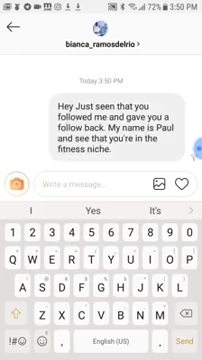 72% 3:50 PM
bianca_ramosdelrio >
Today 3:50 PM
Hey Just seen that you
followed me and gave you a
follow back. My name is Paul
and see that you're in the
fitness niche.
Write a message...
I Yes It's
1 2 3 4 5 6 7 8 9 0
Q W E R T Y U I O P
A S D F G H J K L
Z X C V B N M
!#☺ , English (US) . Send